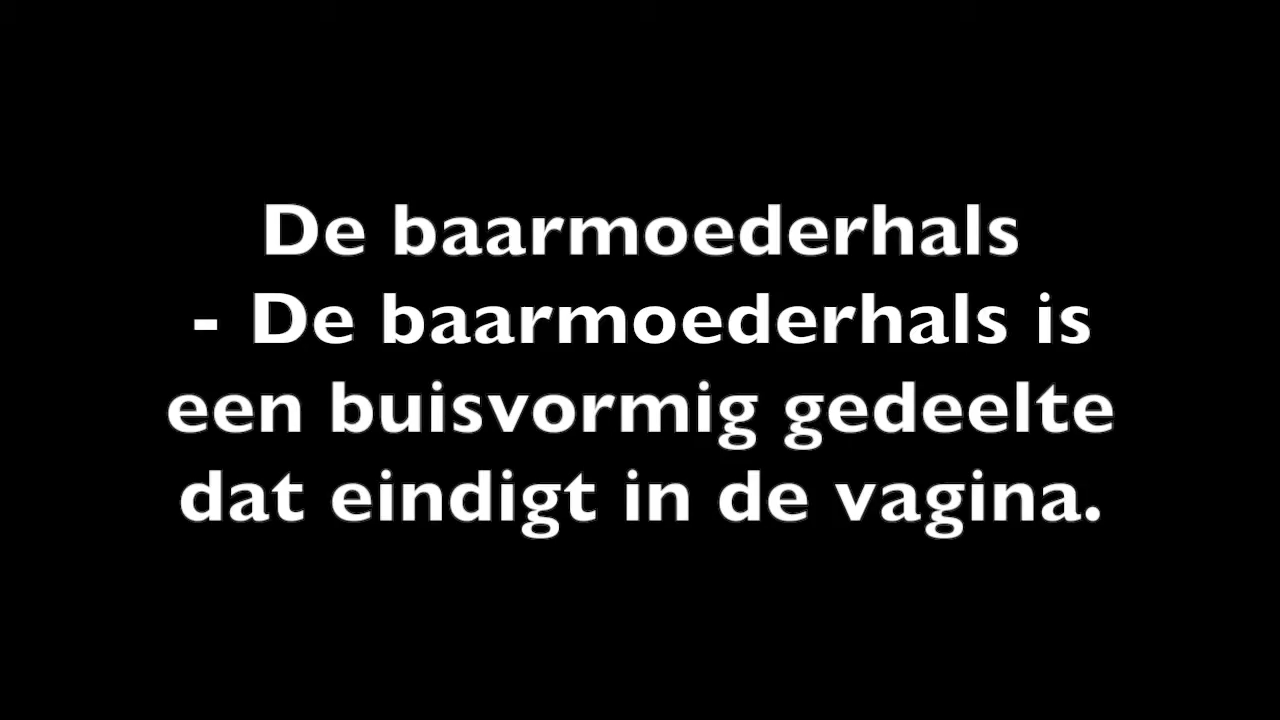 De baarmoederhals
- De baarmoederhals is
een buisvormig gedeelte
dat eindigt in de vagina.